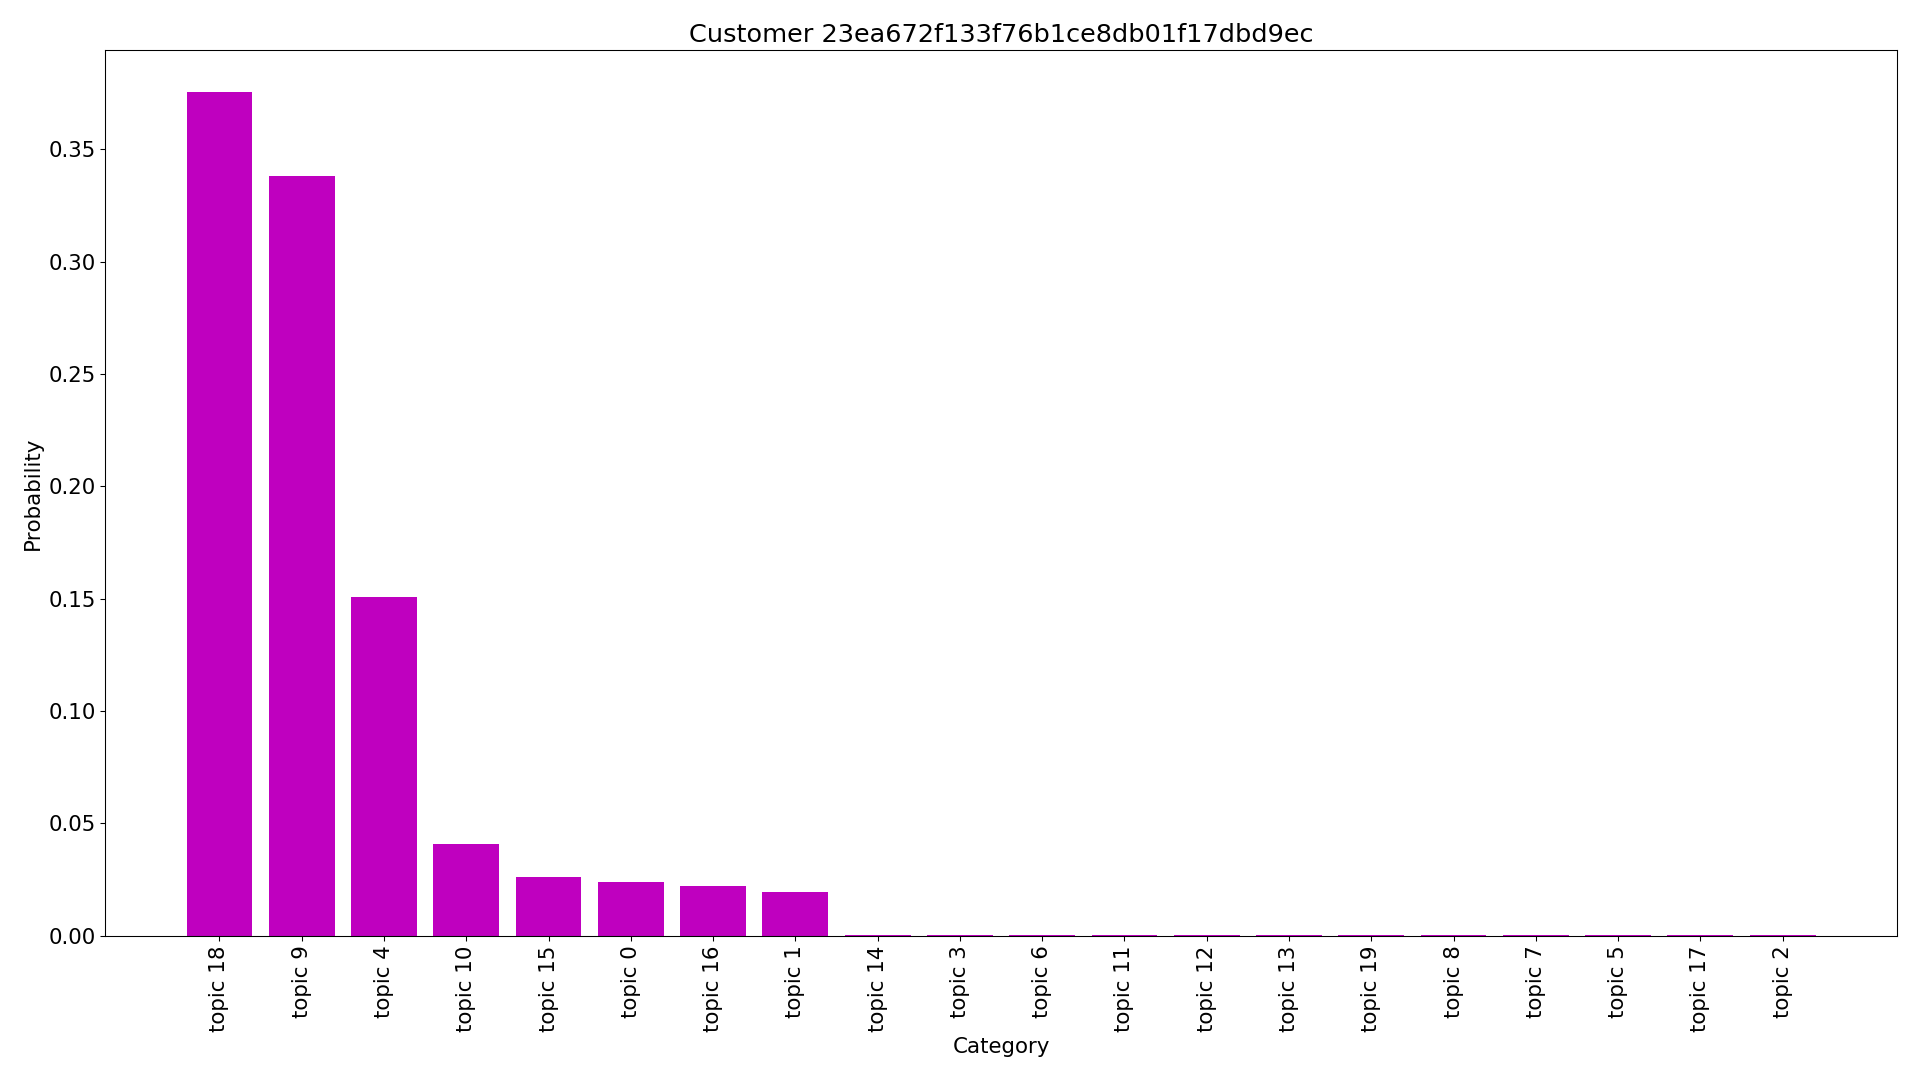 Customer 23ea672f133f76b1ce8db01f17dbd9ec
Probability
0.35
0.30
0.25
0.20
0.15
0.10
0.05
0.00
topic 18
topic 9
topic 4
topic 10
topic 15
topic 0
topic 16
topic 1
topic 14
topic 3
topic 6
topic 11
topic 12
topic 13
topic 19
topic 8
topic 7
topic 5
topic 17
topic 2
Category